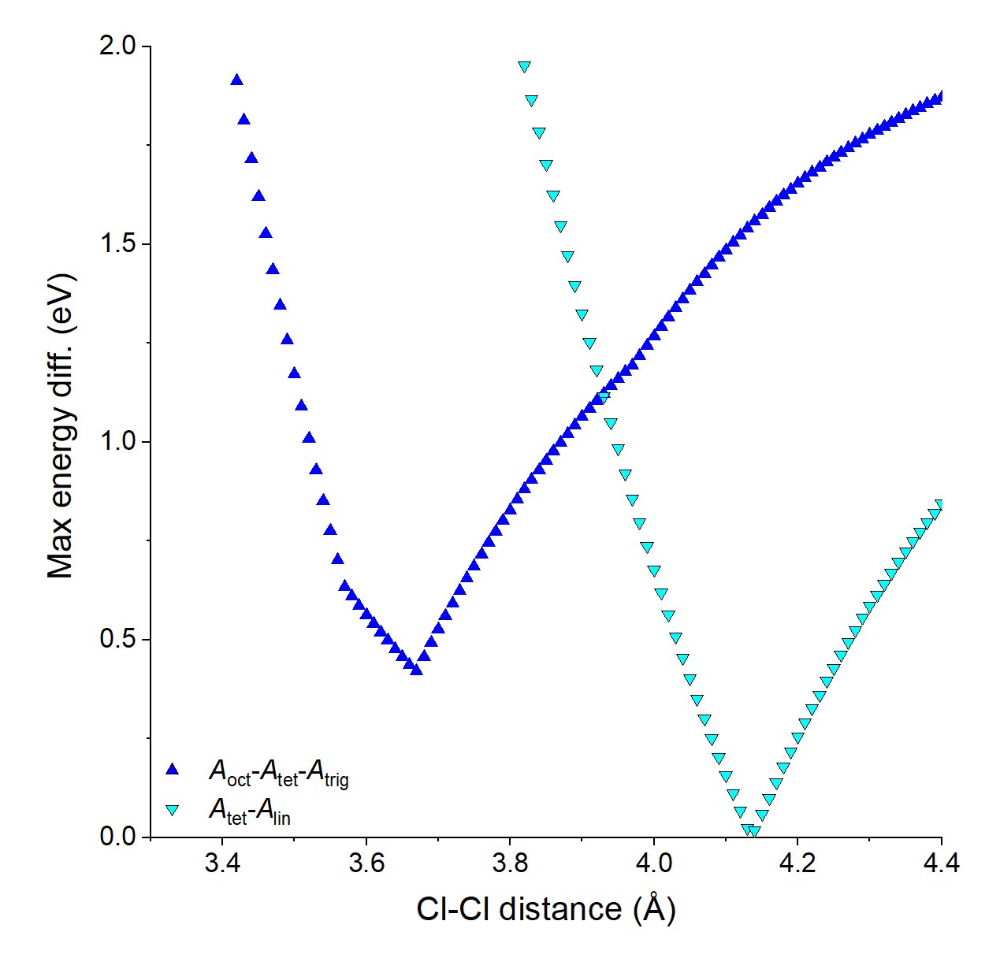 2.0
1.5
1.0
0.5
0.0
Max energy diff. (eV)
Aoct-Atet-Atrig
Atet-Alin
3.4 3.6 3.8 4.0 4.2 4.4
Cl-Cl distance (Å)